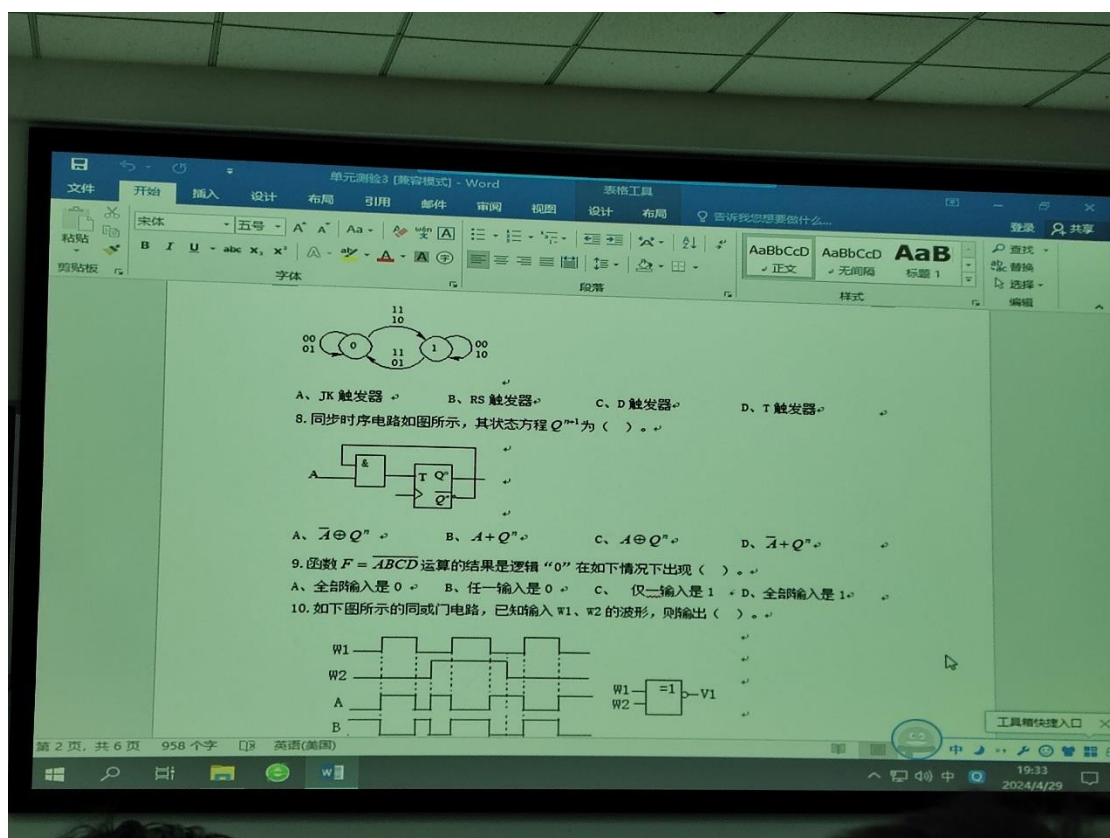 单元测验3 [兼容模式] - Word
表格工具
文件 开始 插入 设计 布局 引用 邮件 审阅 视图 设计 布局 告诉我您想要做什么... 登录 共享
粘贴
剪贴板
宋体 五号 A A Aa wén 文 A
B I U abc X₂ X² A aby A A 字
字体
段落
AaBbCcD AaBbCcD AaB
正文 无间隔 标题 1
样式
查找
替换
选择
编辑
11
10
00
01
0
1
00
10
11
01
A、JK 触发器 B、RS 触发器 C、D 触发器 D、T 触发器
8.同步时序电路如图所示，其状态方程 Qⁿ⁺¹为（ ）。
A & T Qⁿ
Q̅ⁿ
A、A̅⊕Qⁿ B、A+Qⁿ C、A⊕Qⁿ D、A̅+Qⁿ
9.函数 F = \overline{ABCD} 运算的结果是逻辑“0”在如下情况下出现（ ）。
A、全部输入是 0 B、任一输入是 0 C、 仅一输入是 1 D、全部输入是 1
10.如下图所示的同或门电路，已知输入 W1、W2 的波形，则输出（ ）。
W1
W2
A
B
W1
W2
=1
V1
工具箱快捷入口
第 2 页，共 6 页 958 个字 英语(美国)
中
W
中
19:33
2024/4/29